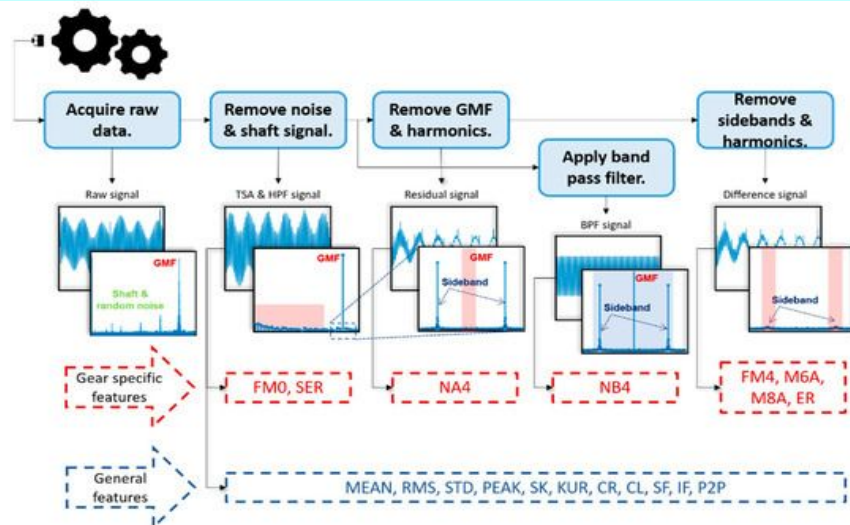 Acquire raw
data.
Remove noise
& shaft signal.
Remove GMF
& harmonics.
Remove
sidebands &
harmonics.
Apply band
pass filter.
Raw signal
TSA & HPF signal
Residual signal
BPF signal
Difference signal
GMF
Shaft &
random noise
GMF
GMF
Sideband
GMF
Sideband
Sideband
Gear specific
features
FM0, SER
NA4
NB4
FM4, M6A,
M8A, ER
General
features
MEAN, RMS, STD, PEAK, SK, KUR, CR, CL, SF, IF, P2P